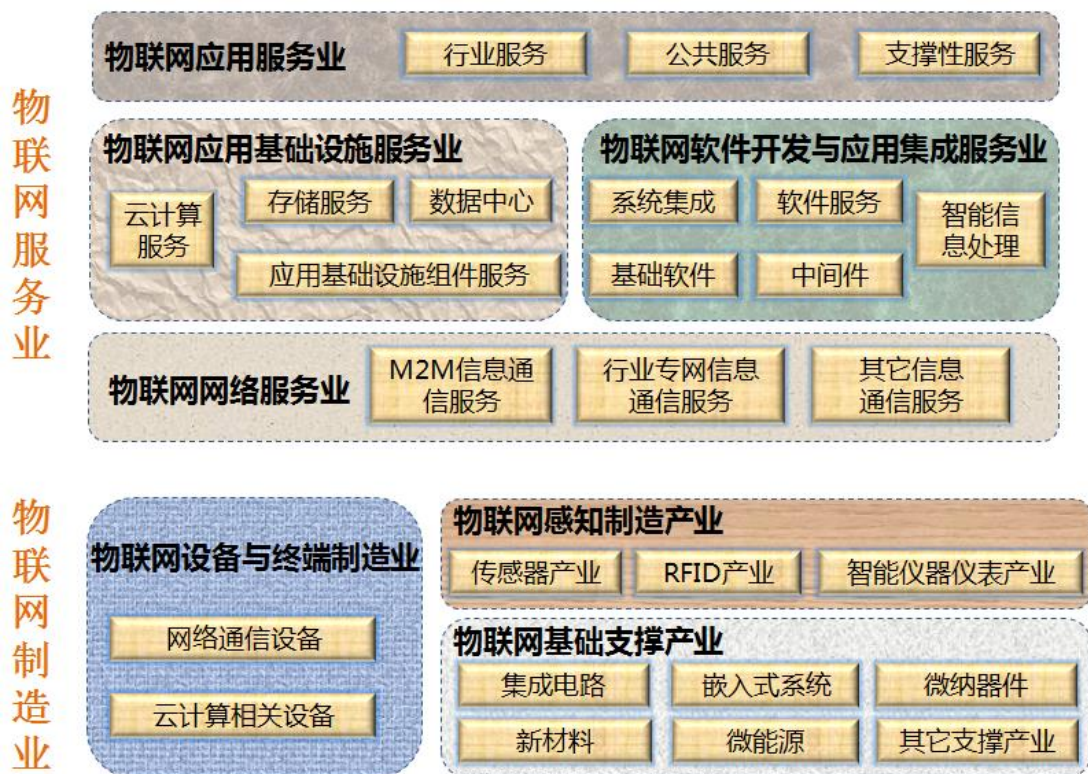 物联网服务业
物联网应用服务业
行业服务
公共服务
支撑性服务
物联网应用基础设施服务业
云计算
服务
存储服务
数据中心
应用基础设施组件服务
物联网软件开发与应用集成服务业
系统集成
软件服务
智能信
息处理
基础软件
中间件
物联网网络服务业
M2M信息通
信服务
行业专网信息
通信服务
其它信息
通信服务
物联网制造业
物联网设备与终端制造业
网络通信设备
云计算相关设备
物联网感知制造产业
传感器产业
RFID产业
智能仪器仪表产业
物联网基础支撑产业
集成电路
嵌入式系统
微纳器件
新材料
微能源
其它支撑产业